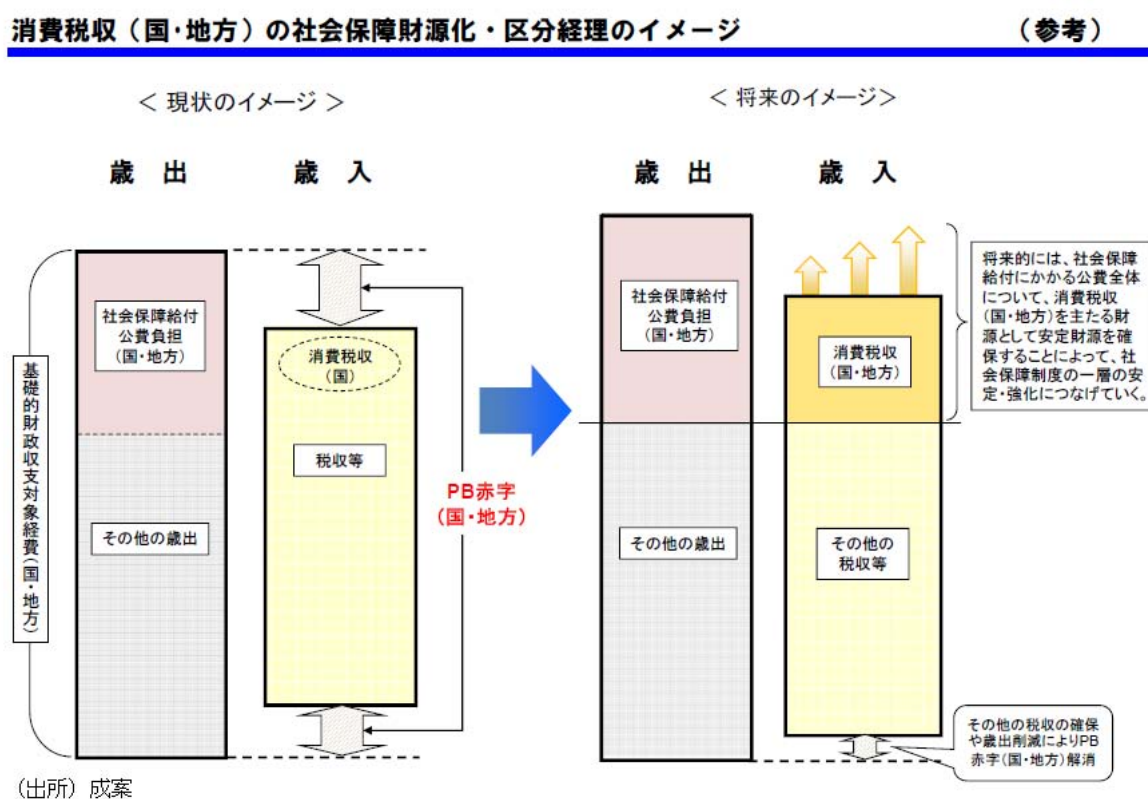 消費税収（国・地方）の社会保障財源化・区分経理のイメージ
（参考）
＜ 現状のイメージ ＞
歳 出
歳 入
基礎的財政収支対象経費（国・地方）
社会保障給付
公費負担
（国・地方）
その他の歳出
消費税収
（国）
税収等
PB赤字
（国・地方）
＜ 将来のイメージ＞
歳 出
歳 入
社会保障給付
公費負担
（国・地方）
その他の歳出
消費税収
（国・地方）
その他の
税収等
将来的には、社会保障
給付にかかる公費全体
について、消費税収
（国・地方）を主たる財
源として安定財源を確
保することによって、社
会保障制度の一層の安
定・強化につなげていく。
その他の税収の確保
や歳出削減によりPB
赤字（国・地方）解消
（出所）成案